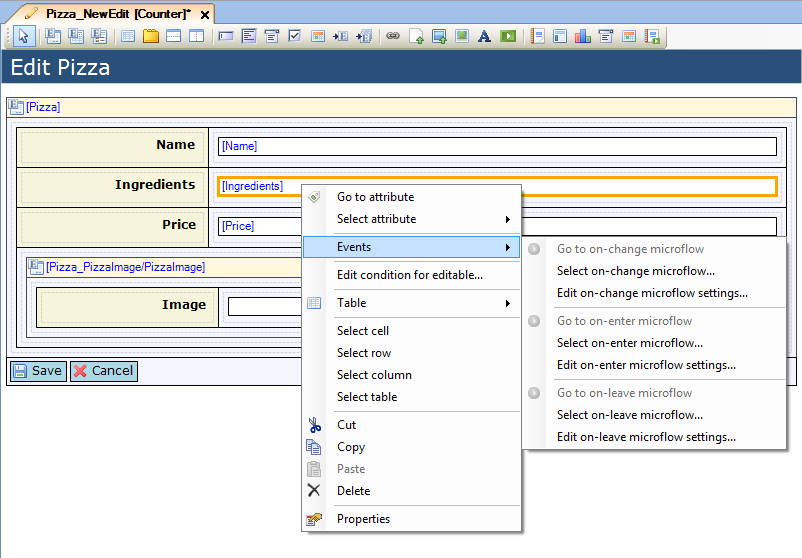 Pizza_NewEdit [Counter]*
Edit Pizza
[Pizza]
Name
[Name]
Ingredients
[Ingredients]
Price
[Price]
[Pizza_PizzaImage/PizzaImage]
Image
Save
Cancel
Go to attribute
Select attribute
Events
Edit condition for editable...
Table
Select cell
Select row
Select column
Select table
Cut
Copy
Paste
Delete
Properties
Go to on-change microflow
Select on-change microflow...
Edit on-change microflow settings...
Go to on-enter microflow
Select on-enter microflow...
Edit on-enter microflow settings...
Go to on-leave microflow
Select on-leave microflow...
Edit on-leave microflow settings...